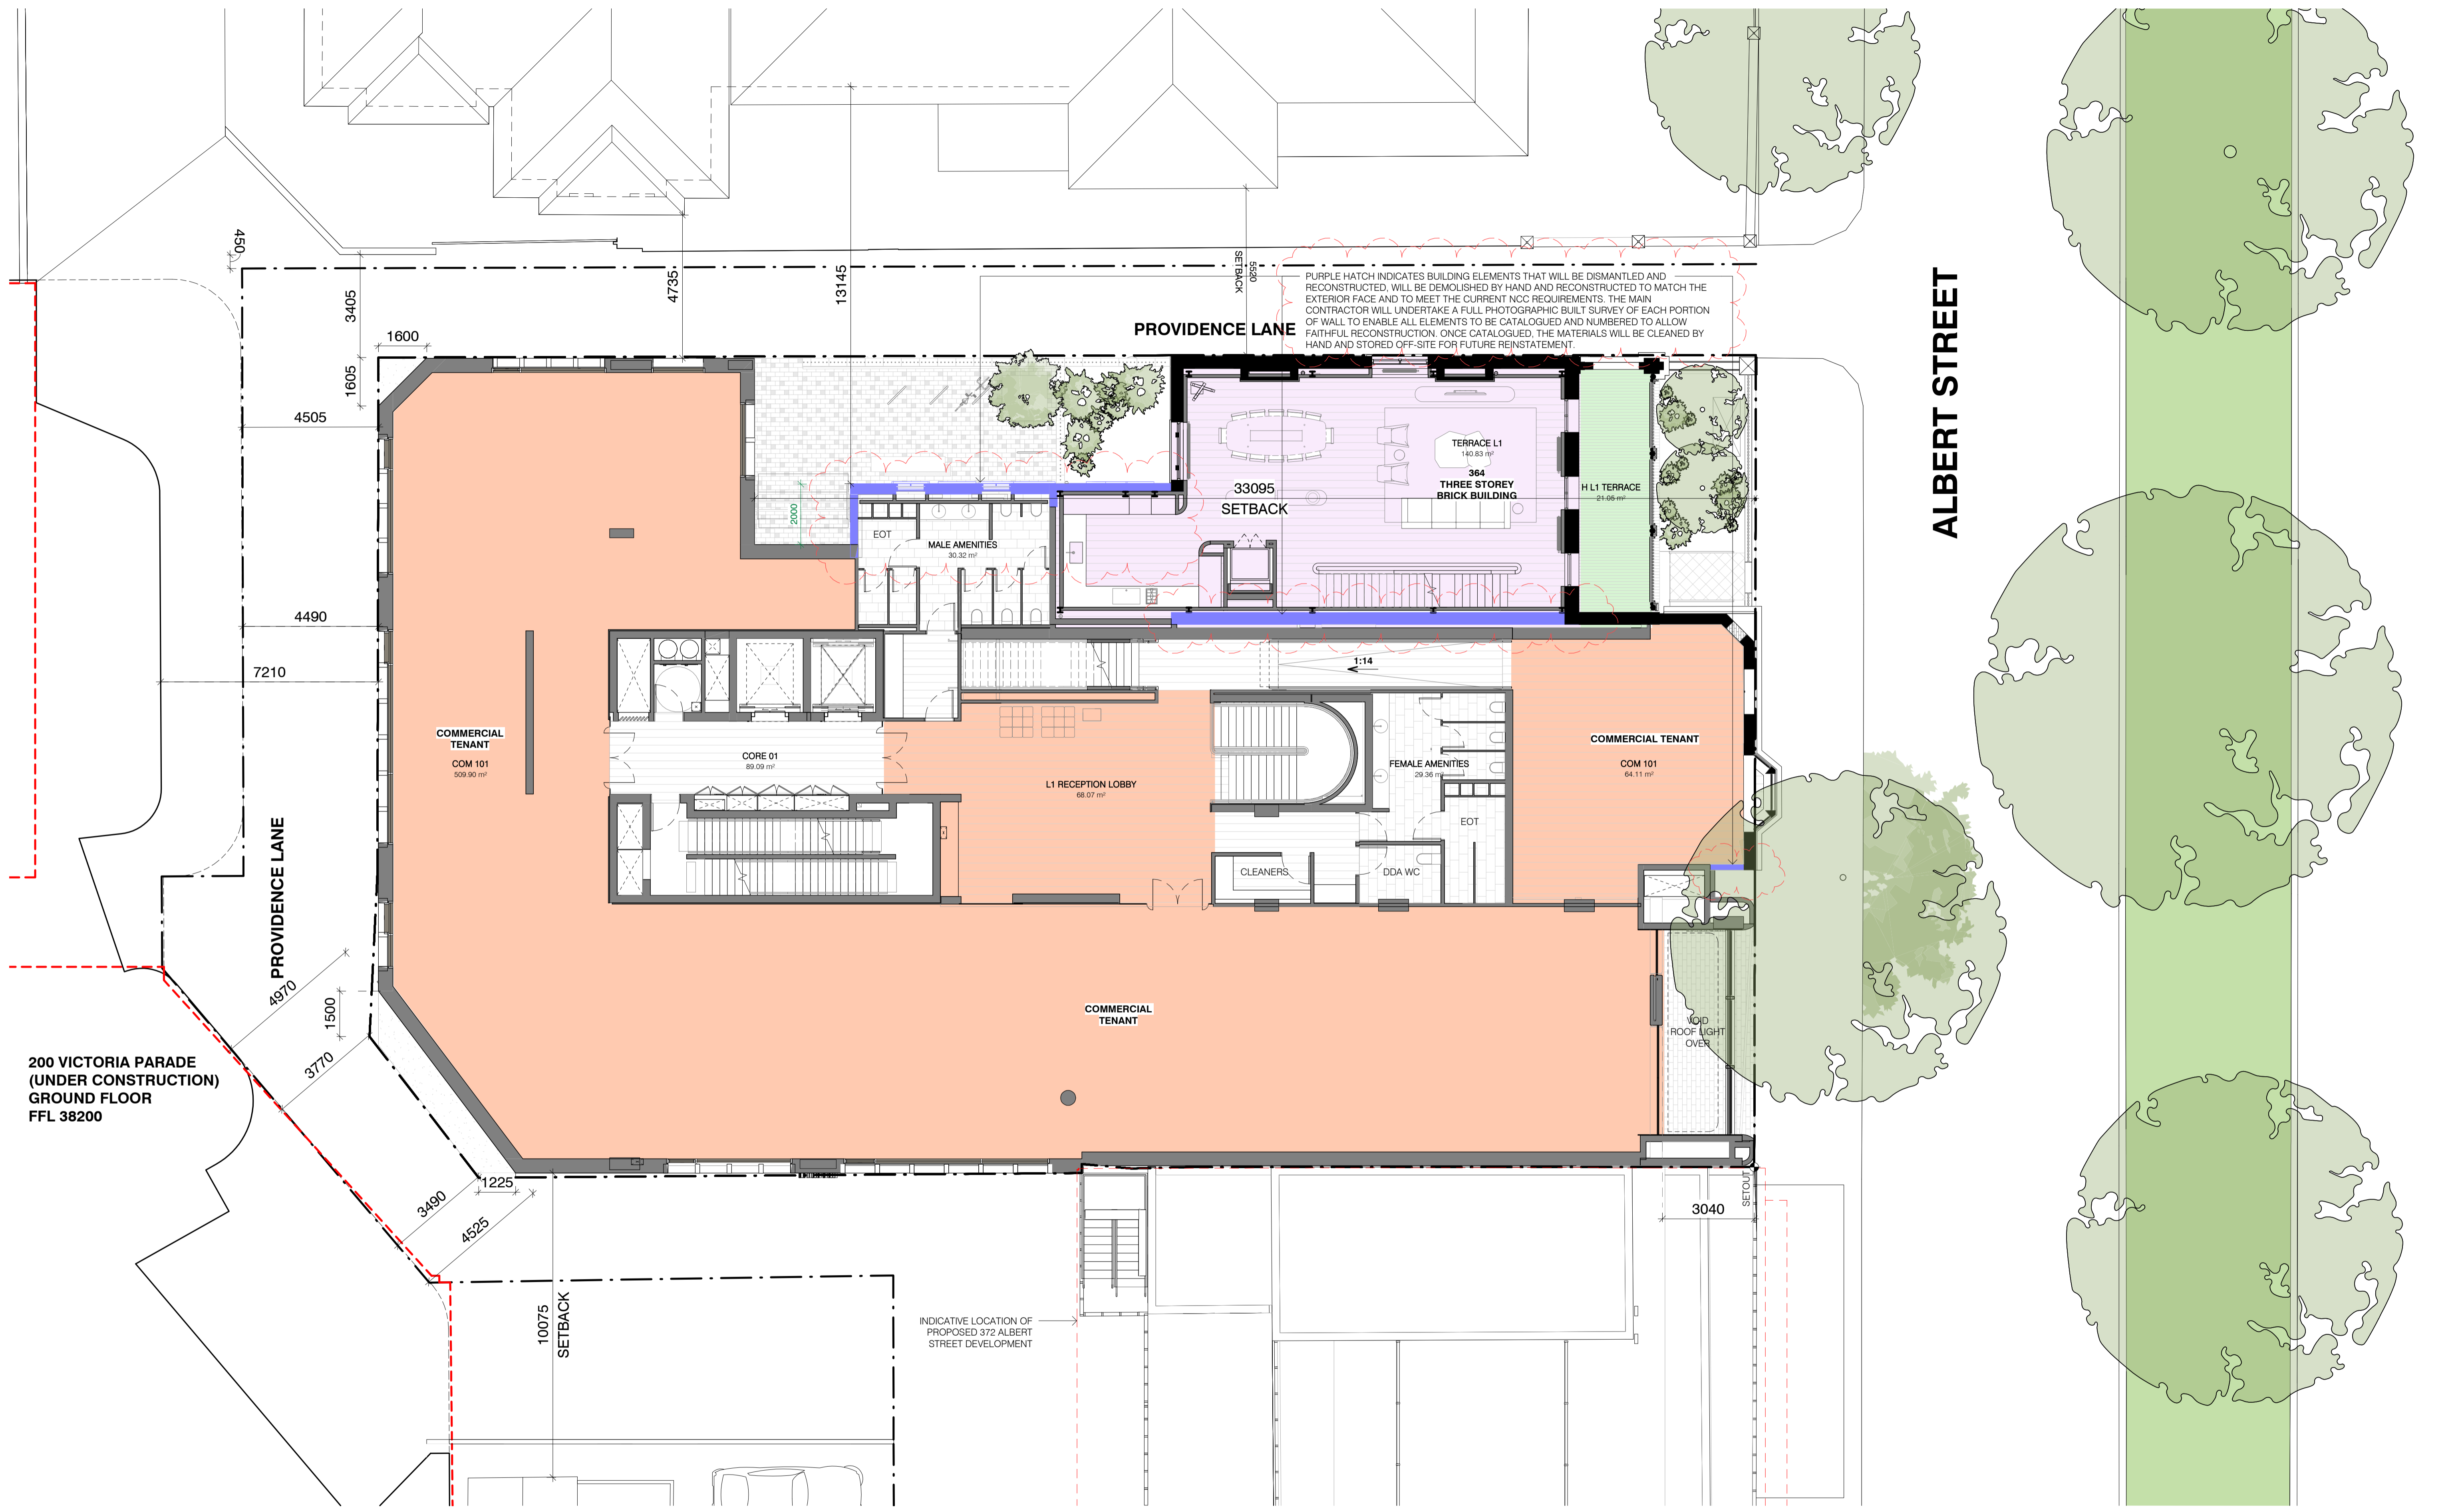 450
3405
1600
1605
4505
4490
7210
4735
13145
5520
SETBACK
PURPLE HATCH INDICATES BUILDING ELEMENTS THAT WILL BE DISMANTLED AND
RECONSTRUCTED, WILL BE DEMOLISHED BY HAND AND RECONSTRUCTED TO MATCH THE
EXTERIOR FACE AND TO MEET THE CURRENT NCC REQUIREMENTS. THE MAIN
CONTRACTOR WILL UNDERTAKE A FULL PHOTOGRAPHIC BUILT SURVEY OF EACH PORTION
OF WALL TO ENABLE ALL ELEMENTS TO BE CATALOGUED AND NUMBERED TO ALLOW
FAITHFUL RECONSTRUCTION. ONCE CATALOGUED, THE MATERIALS WILL BE CLEANED BY
HAND AND STORED OFF-SITE FOR FUTURE REINSTATEMENT.
PROVIDENCE LANE
ALBERT STREET
TERRACE L1
140.83 m²
364
THREE STOREY
BRICK BUILDING
33095
SETBACK
H L1 TERRACE
21.05 m²
2000
EOT
MALE AMENITIES
30.32 m²
1:14
COMMERCIAL
TENANT
COM 101
509.90 m²
CORE 01
89.09 m²
L1 RECEPTION LOBBY
68.07 m²
FEMALE AMENITIES
29.36 m²
EOT
CLEANERS
DDA WC
COMMERCIAL TENANT
COM 101
64.11 m²
PROVIDENCE LANE
COMMERCIAL
TENANT
VOID
ROOF LIGHT
OVER
4970
1500
3770
200 VICTORIA PARADE
(UNDER CONSTRUCTION)
GROUND FLOOR
FFL 38200
3490
1225
4525
10075
SETBACK
SETOUT
3040
INDICATIVE LOCATION OF
PROPOSED 372 ALBERT
STREET DEVELOPMENT